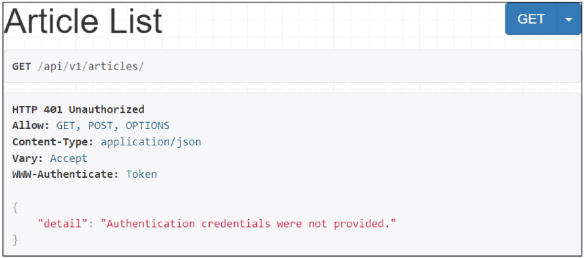 Article List
GET
GET /api/v1/articles/
HTTP 401 Unauthorized
Allow: GET, POST, OPTIONS
Content-Type: application/json
Vary: Accept
WWW-Authenticate: Token
{
    "detail": "Authentication credentials were not provided."
}